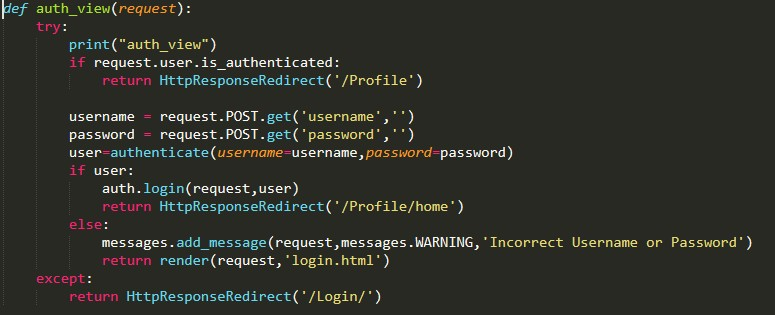 def auth_view(request):
    try:
        print("auth_view")
        if request.user.is_authenticated:
            return HttpResponseRedirect('/Profile')

        username = request.POST.get('username','')
        password = request.POST.get('password','')
        user=authenticate(username=username,password=password)
        if user:
            auth.login(request,user)
            return HttpResponseRedirect('/Profile/home')
        else:
            messages.add_message(request,messages.WARNING,'Incorrect Username or Password')
            return render(request,'login.html')
    except:
        return HttpResponseRedirect('/Login/')